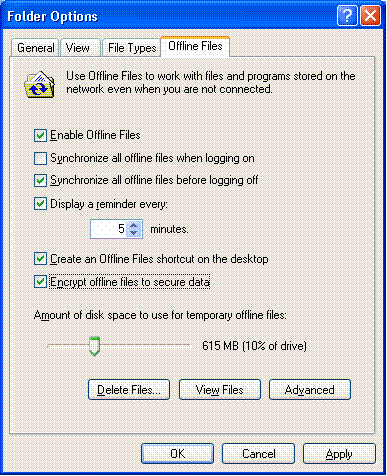 Folder Options
General View File Types Offline Files
Use Offline Files to work with files and programs stored on the
network even when you are not connected.
Enable Offline Files
Synchronize all offline files when logging on
Synchronize all offline files before logging off
Display a reminder every:
5 minutes.
Create an Offline Files shortcut on the desktop
Encrypt offline files to secure data
Amount of disk space to use for temporary offline files:
615 MB (10% of drive)
Delete Files... View Files Advanced
OK Cancel Apply